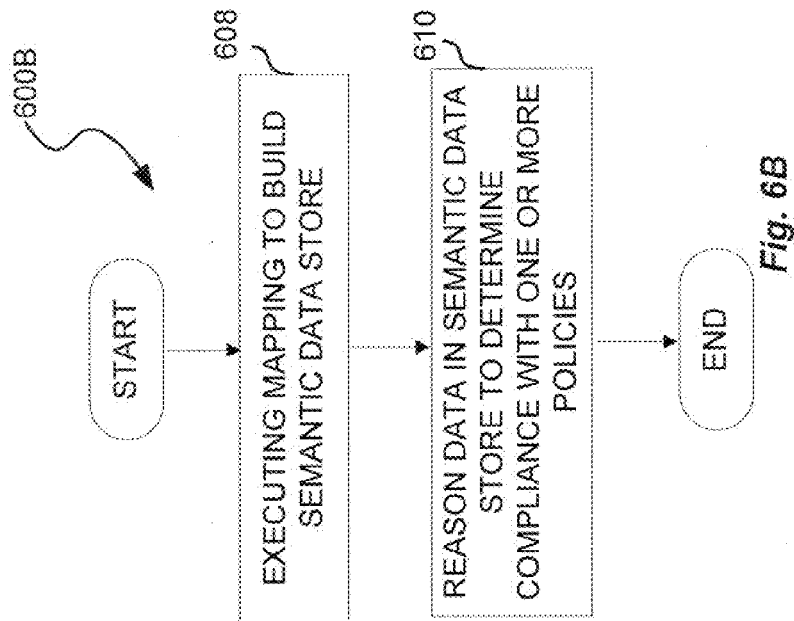 600B
START
608
EXECUTING MAPPING TO BUILD
SEMANTIC DATA STORE
610
REASON DATA IN SEMANTIC DATA
STORE TO DETERMINE
COMPLIANCE WITH ONE OR MORE
POLICIES
END
Fig. 6B